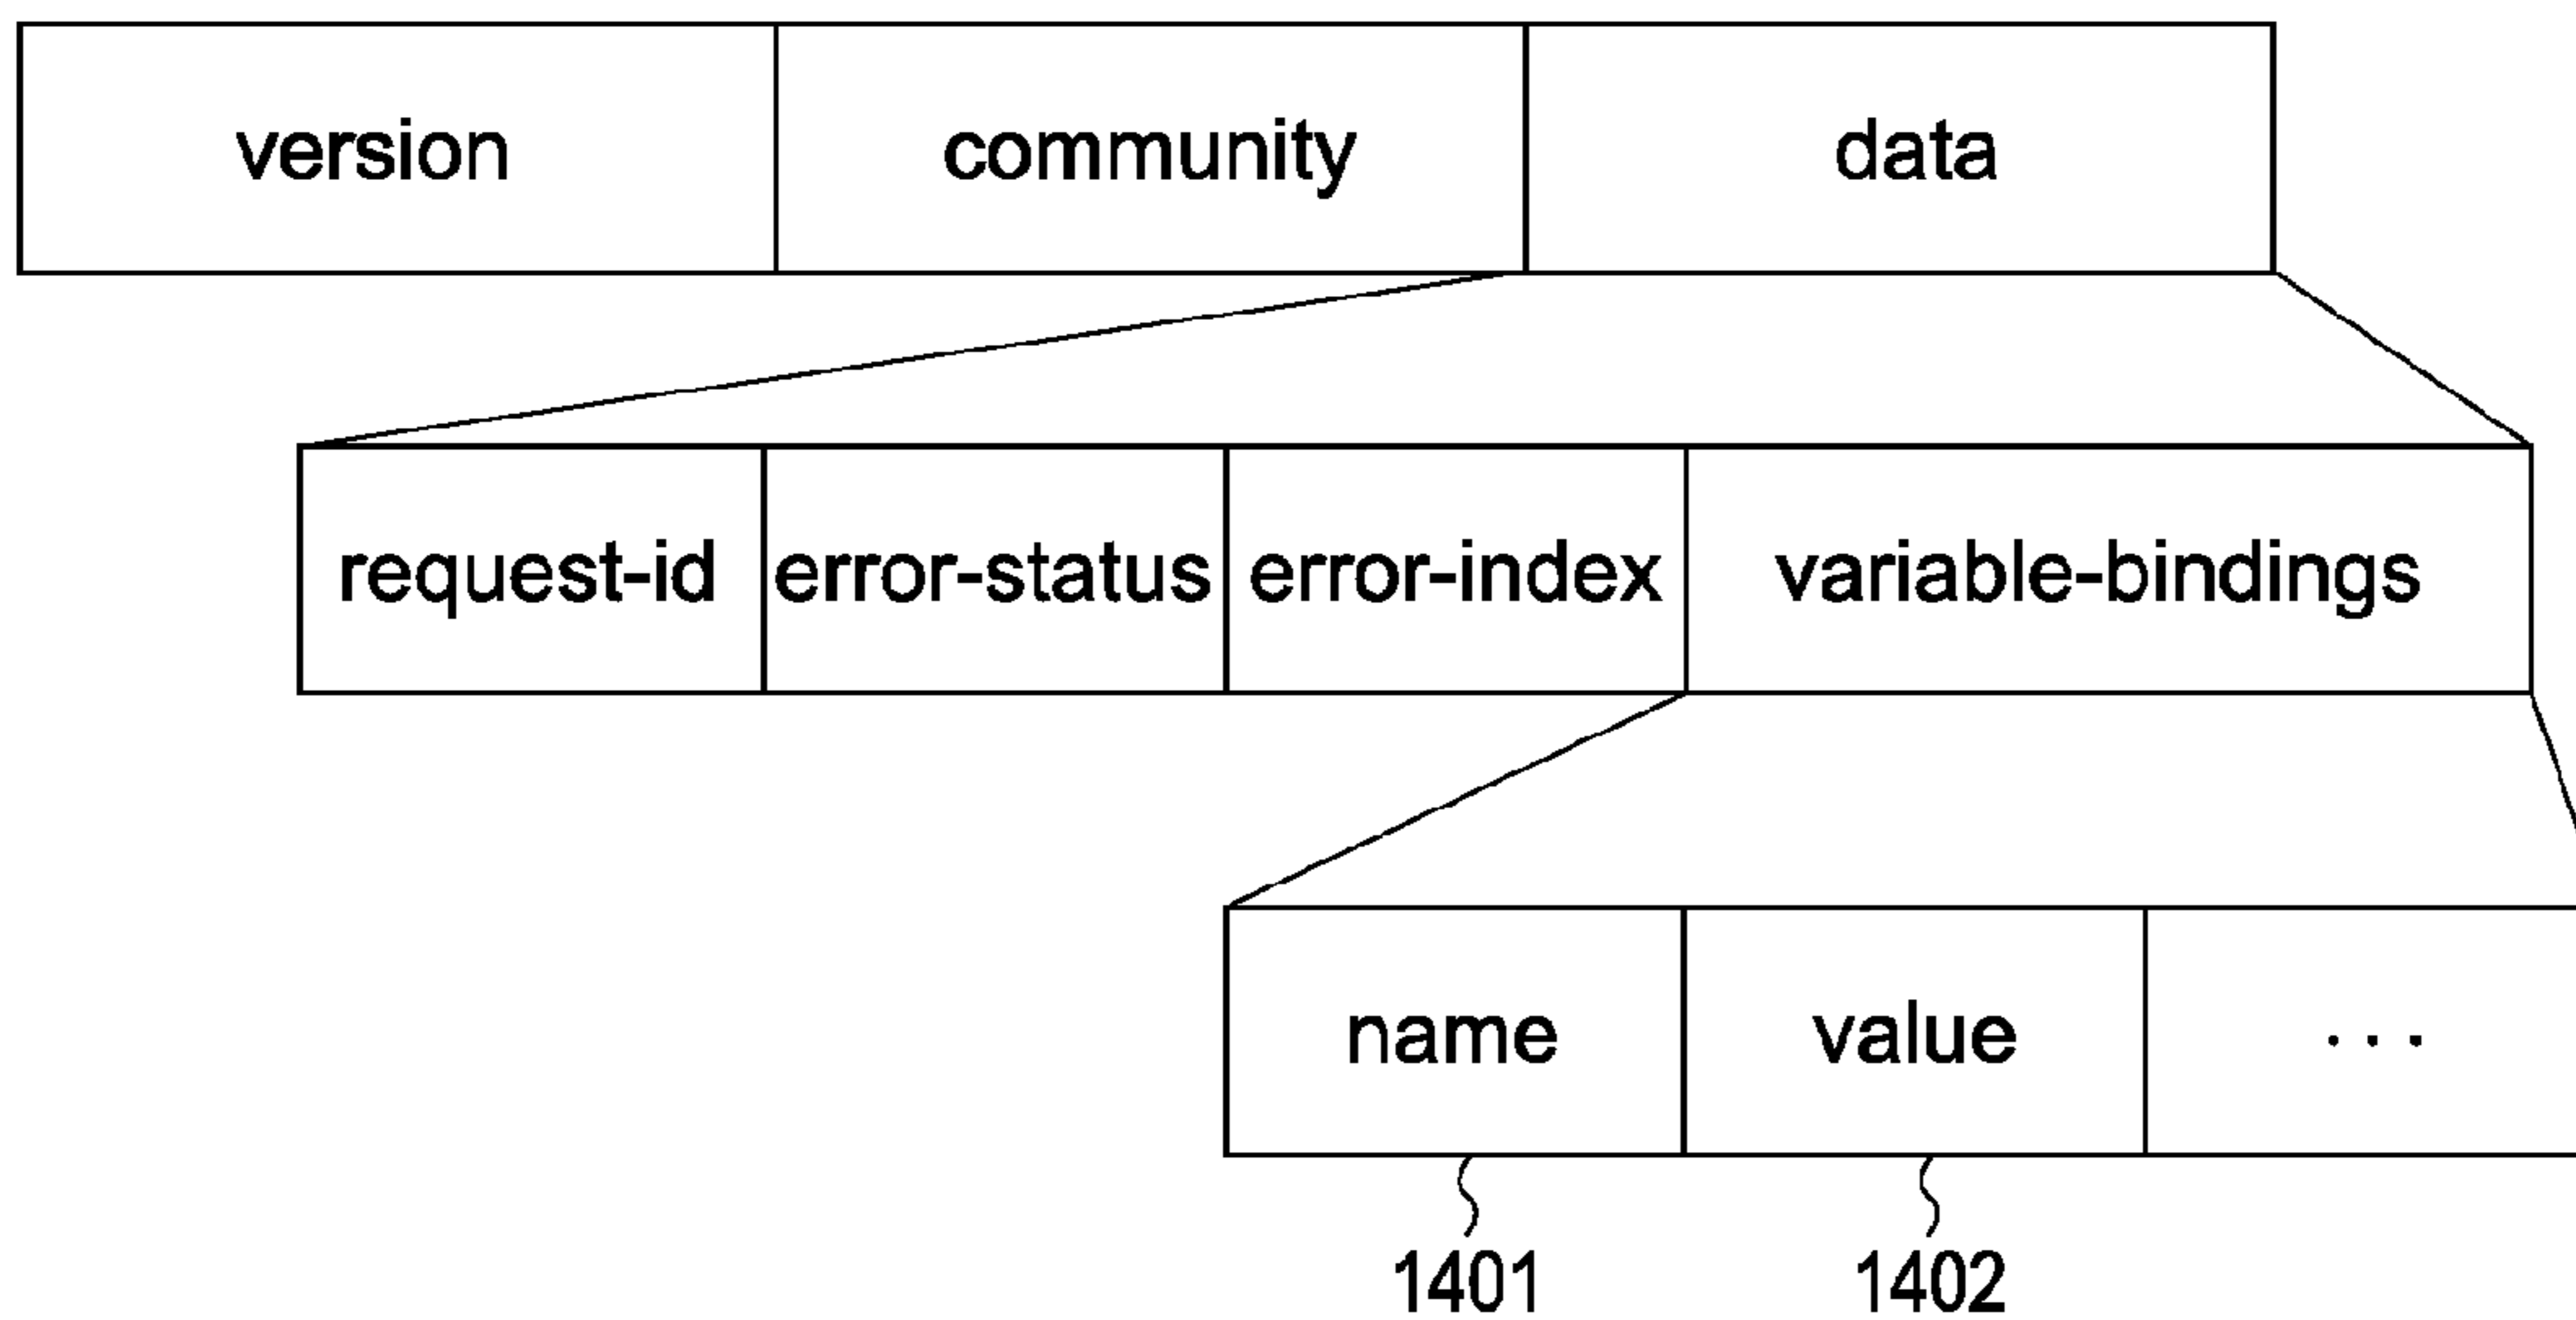 version community data
request-id error-status error-index variable-bindings
name value ...
1401 1402